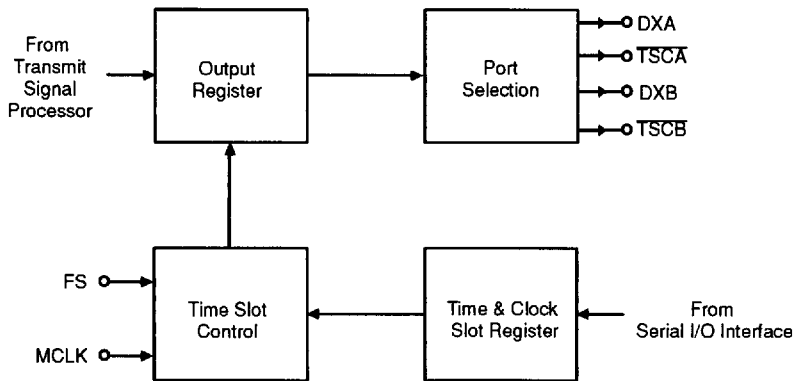 From
Transmit
Signal
Processor
Output
Register
Port
Selection
DXA
TSCA
DXB
TSCB
FS
MCLK
Time Slot
Control
Time & Clock
Slot Register
From
Serial I/O Interface